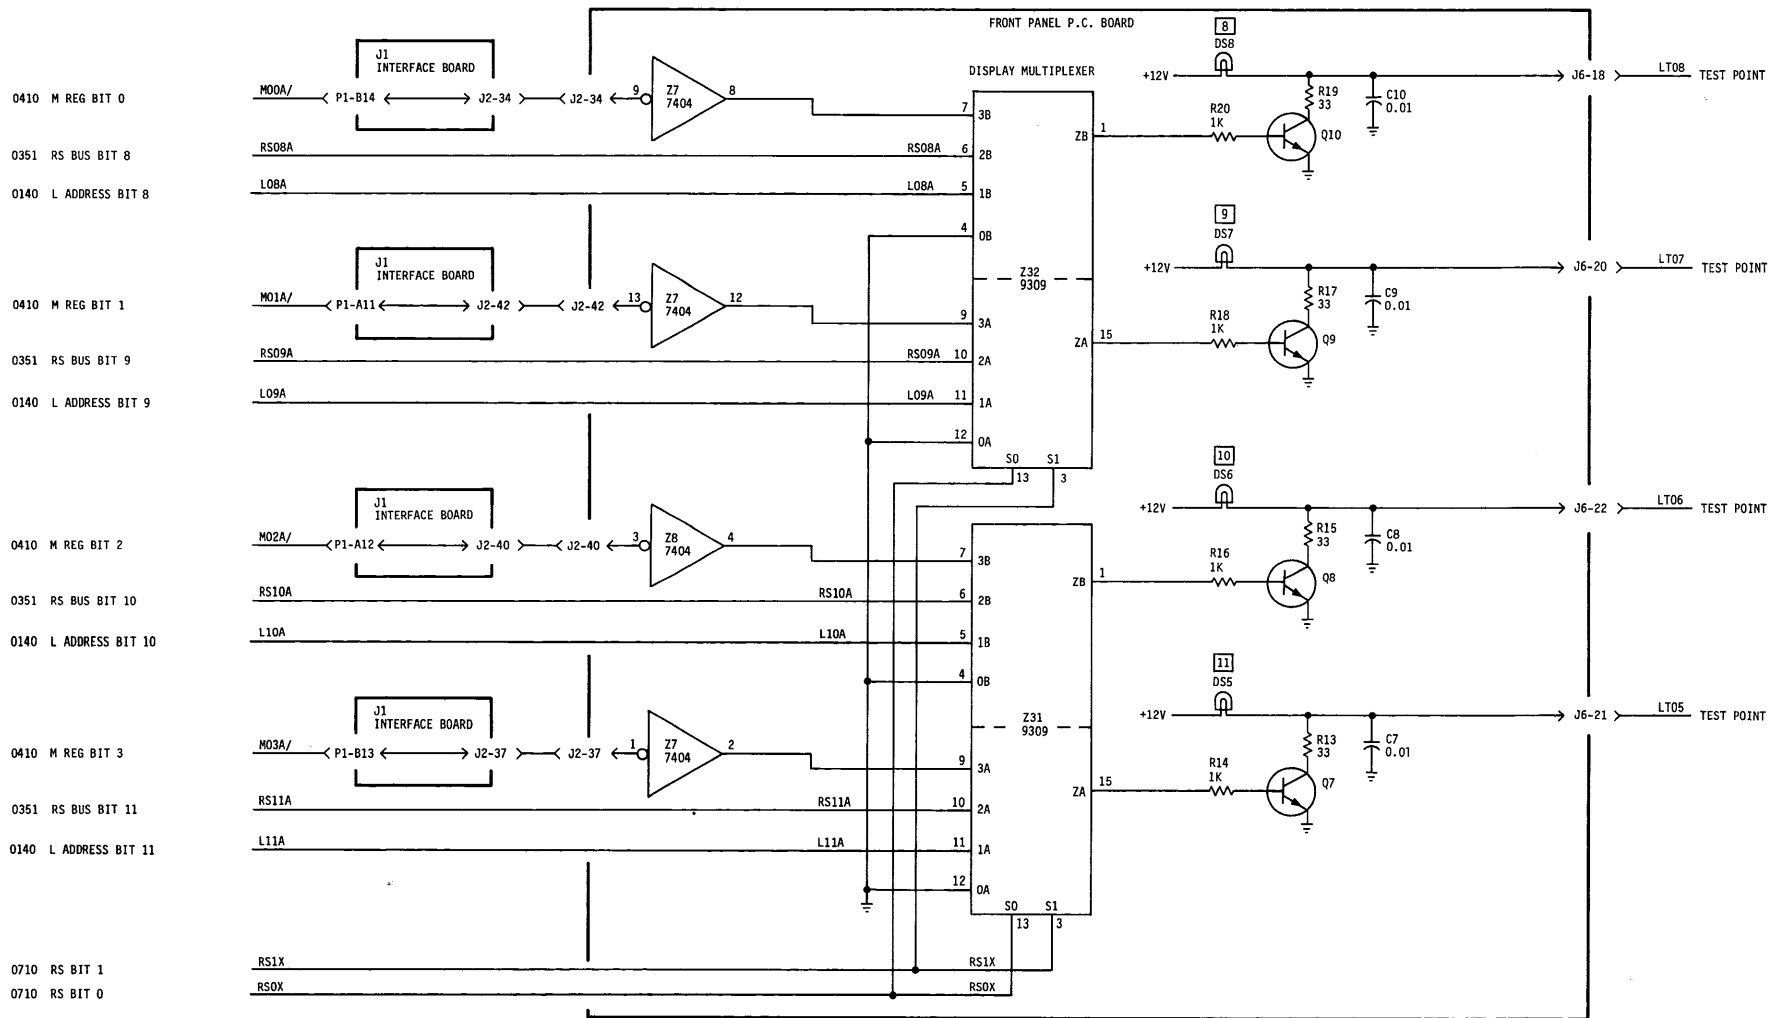 FRONT PANEL P.C. BOARD
J1
INTERFACE BOARD
0410 M REG BIT 0
M00A/
P1-B14
J2-34
J2-34
9
Z7
7404
8
0351 RS BUS BIT 8
RS08A
RS08A
0140 L ADDRESS BIT 8
L08A
L08A
J1
INTERFACE BOARD
0410 M REG BIT 1
M01A/
P1-A11
J2-42
J2-42
13
Z7
7404
12
0351 RS BUS BIT 9
RS09A
RS09A
0140 L ADDRESS BIT 9
L09A
L09A
DISPLAY MULTIPLEXER
7 3B
6 2B
5 1B
4 0B
Z32
9309
9 3A
10 2A
11 1A
12 0A
S0 S1
13 3
ZB 1
ZA 15
8
DS8
+12V
R20
1K
R19
33
Q10
C10
0.01
J6-18
LT08
TEST POINT
9
DS7
+12V
R18
1K
R17
33
Q9
C9
0.01
J6-20
LT07
TEST POINT
J1
INTERFACE BOARD
0410 M REG BIT 2
M02A/
P1-A12
J2-40
J2-40
3
Z8
7404
4
0351 RS BUS BIT 10
RS10A
RS10A
0140 L ADDRESS BIT 10
L10A
L10A
J1
INTERFACE BOARD
0410 M REG BIT 3
M03A/
P1-B13
J2-37
J2-37
1
Z7
7404
2
0351 RS BUS BIT 11
RS11A
RS11A
0140 L ADDRESS BIT 11
L11A
L11A
7 3B
6 2B
5 1B
4 0B
Z31
9309
9 3A
10 2A
11 1A
12 0A
S0 S1
13 3
ZB 1
ZA 15
10
DS6
+12V
R16
1K
R15
33
Q8
C8
0.01
J6-22
LT06
TEST POINT
11
DS5
+12V
R14
1K
R13
33
Q7
C7
0.01
J6-21
LT05
TEST POINT
0710 RS BIT 1
RS1X
RS1X
0710 RS BIT 0
RS0X
RS0X